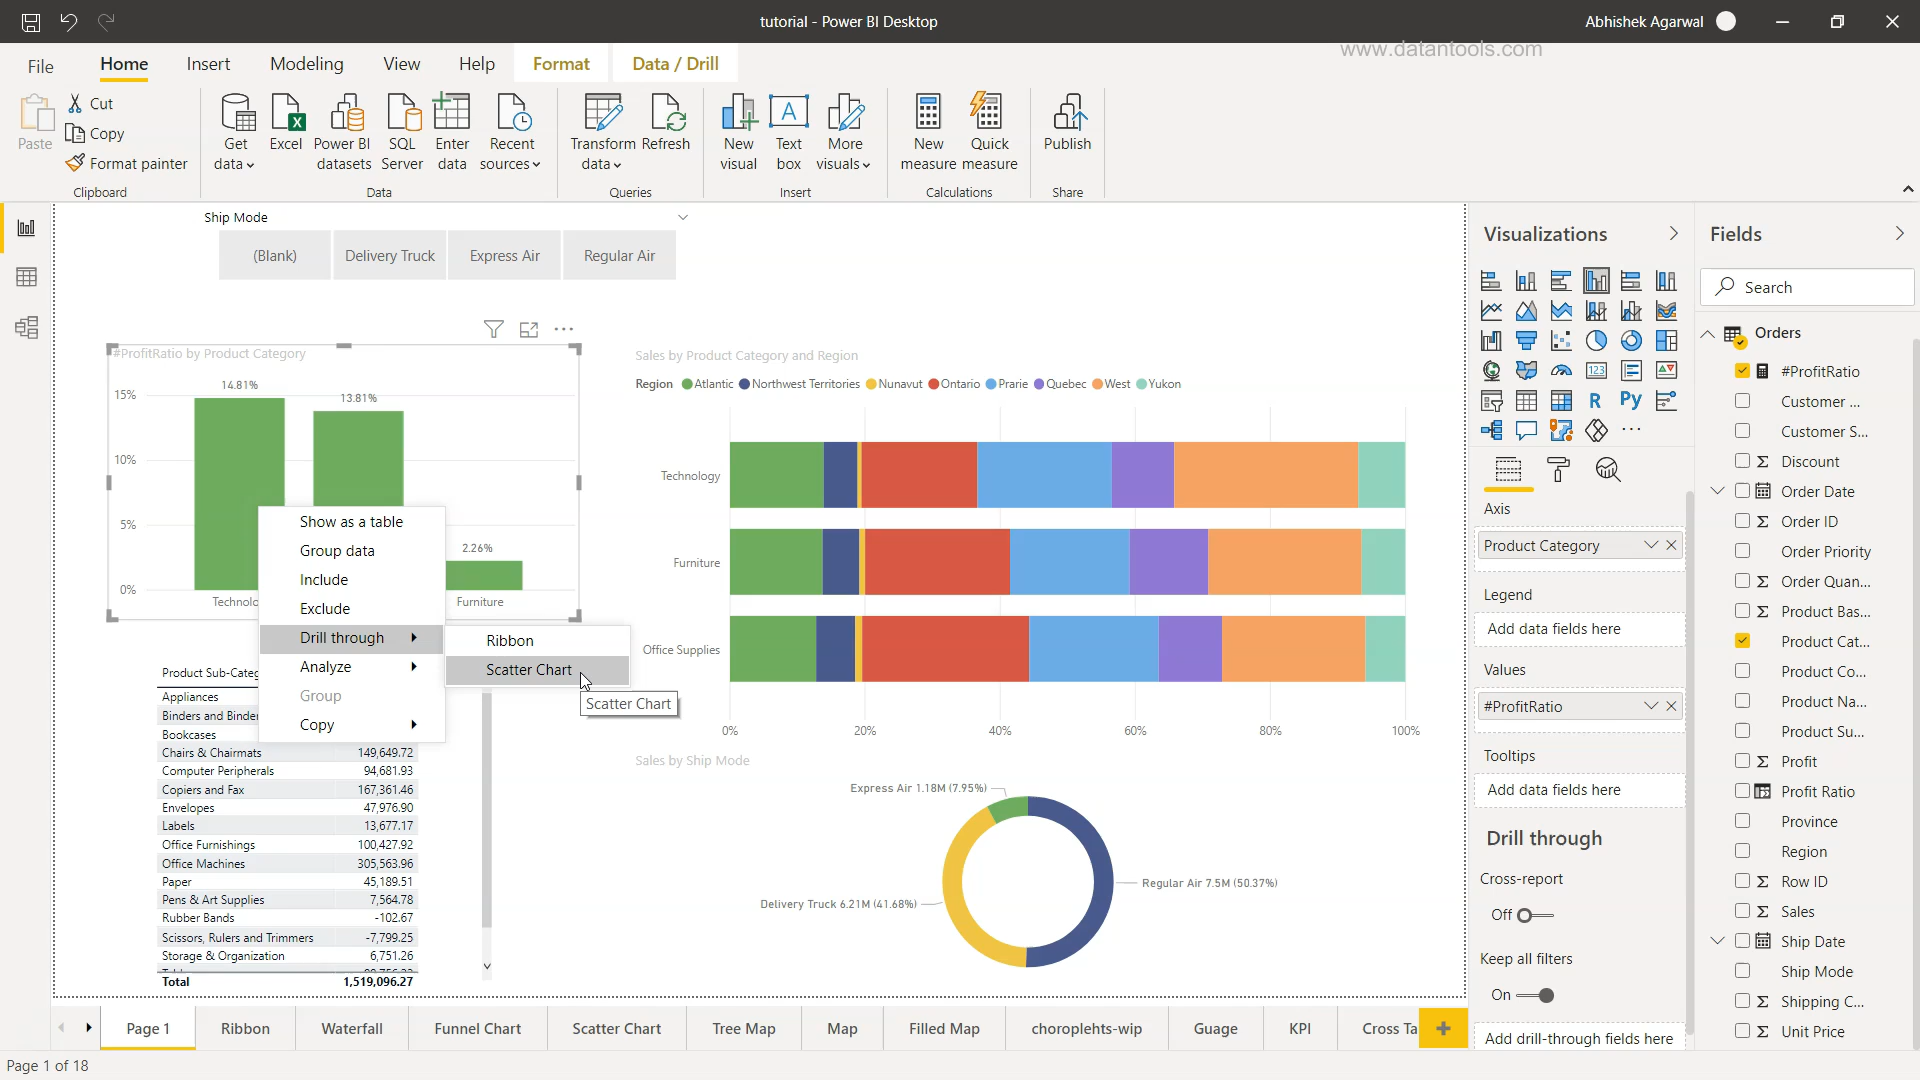 tutorial - Power BI Desktop
Abhishek Agarwal
www.datantools.com
File Home Insert Modeling View Help Format Data / Drill
Paste
Cut
Copy
Format painter
Clipboard
Get data
Excel
Power BI datasets
SQL Server
Enter data
Recent sources
Data
Transform data
Refresh
Queries
New visual
Text box
More visuals
Insert
New measure
Quick measure
Calculations
Publish
Share
Ship Mode
(Blank) Delivery Truck Express Air Regular Air
#ProfitRatio by Product Category
14.81%
13.81%
2.26%
15%
10%
5%
0%
Technolo
Furniture
Show as a table
Group data
Include
Exclude
Drill through
Analyze
Group
Copy
Ribbon
Scatter Chart
Scatter Chart
Product Sub-Categ
Appliances
Binders and Binder
Bookcases
Chairs & Chairmats 149,649.72
Computer Peripherals 94,681.93
Copiers and Fax 167,361.46
Envelopes 47,976.90
Labels 13,677.17
Office Furnishings 100,427.92
Office Machines 305,563.96
Paper 45,189.51
Pens & Art Supplies 7,564.78
Rubber Bands -102.67
Scissors, Rulers and Trimmers -7,799.25
Storage & Organization 6,751.26
Total 1,519,096.27
Sales by Product Category and Region
Region Atlantic Northwest Territories Nunavut Ontario Prarie Quebec West Yukon
Technology
Furniture
Office Supplies
0% 20% 40% 60% 80% 100%
Sales by Ship Mode
Express Air 1.18M (7.95%)
Regular Air 7.5M (50.37%)
Delivery Truck 6.21M (41.68%)
Visualizations
123
R Py
Axis
Product Category
Legend
Add data fields here
Values
#ProfitRatio
Tooltips
Add data fields here
Drill through
Cross-report
Off
Keep all filters
On
Add drill-through fields here
Fields
Search
Orders
#ProfitRatio
Customer ...
Customer S...
Discount
Order Date
Order ID
Order Priority
Order Quan...
Product Bas...
Product Cat...
Product Co...
Product Na...
Product Su...
Profit
Profit Ratio
Province
Region
Row ID
Sales
Ship Date
Ship Mode
Shipping C...
Unit Price
Page 1 Ribbon Waterfall Funnel Chart Scatter Chart Tree Map Map Filled Map choroplehts-wip Guage KPI Cross Ta
Page 1 of 18